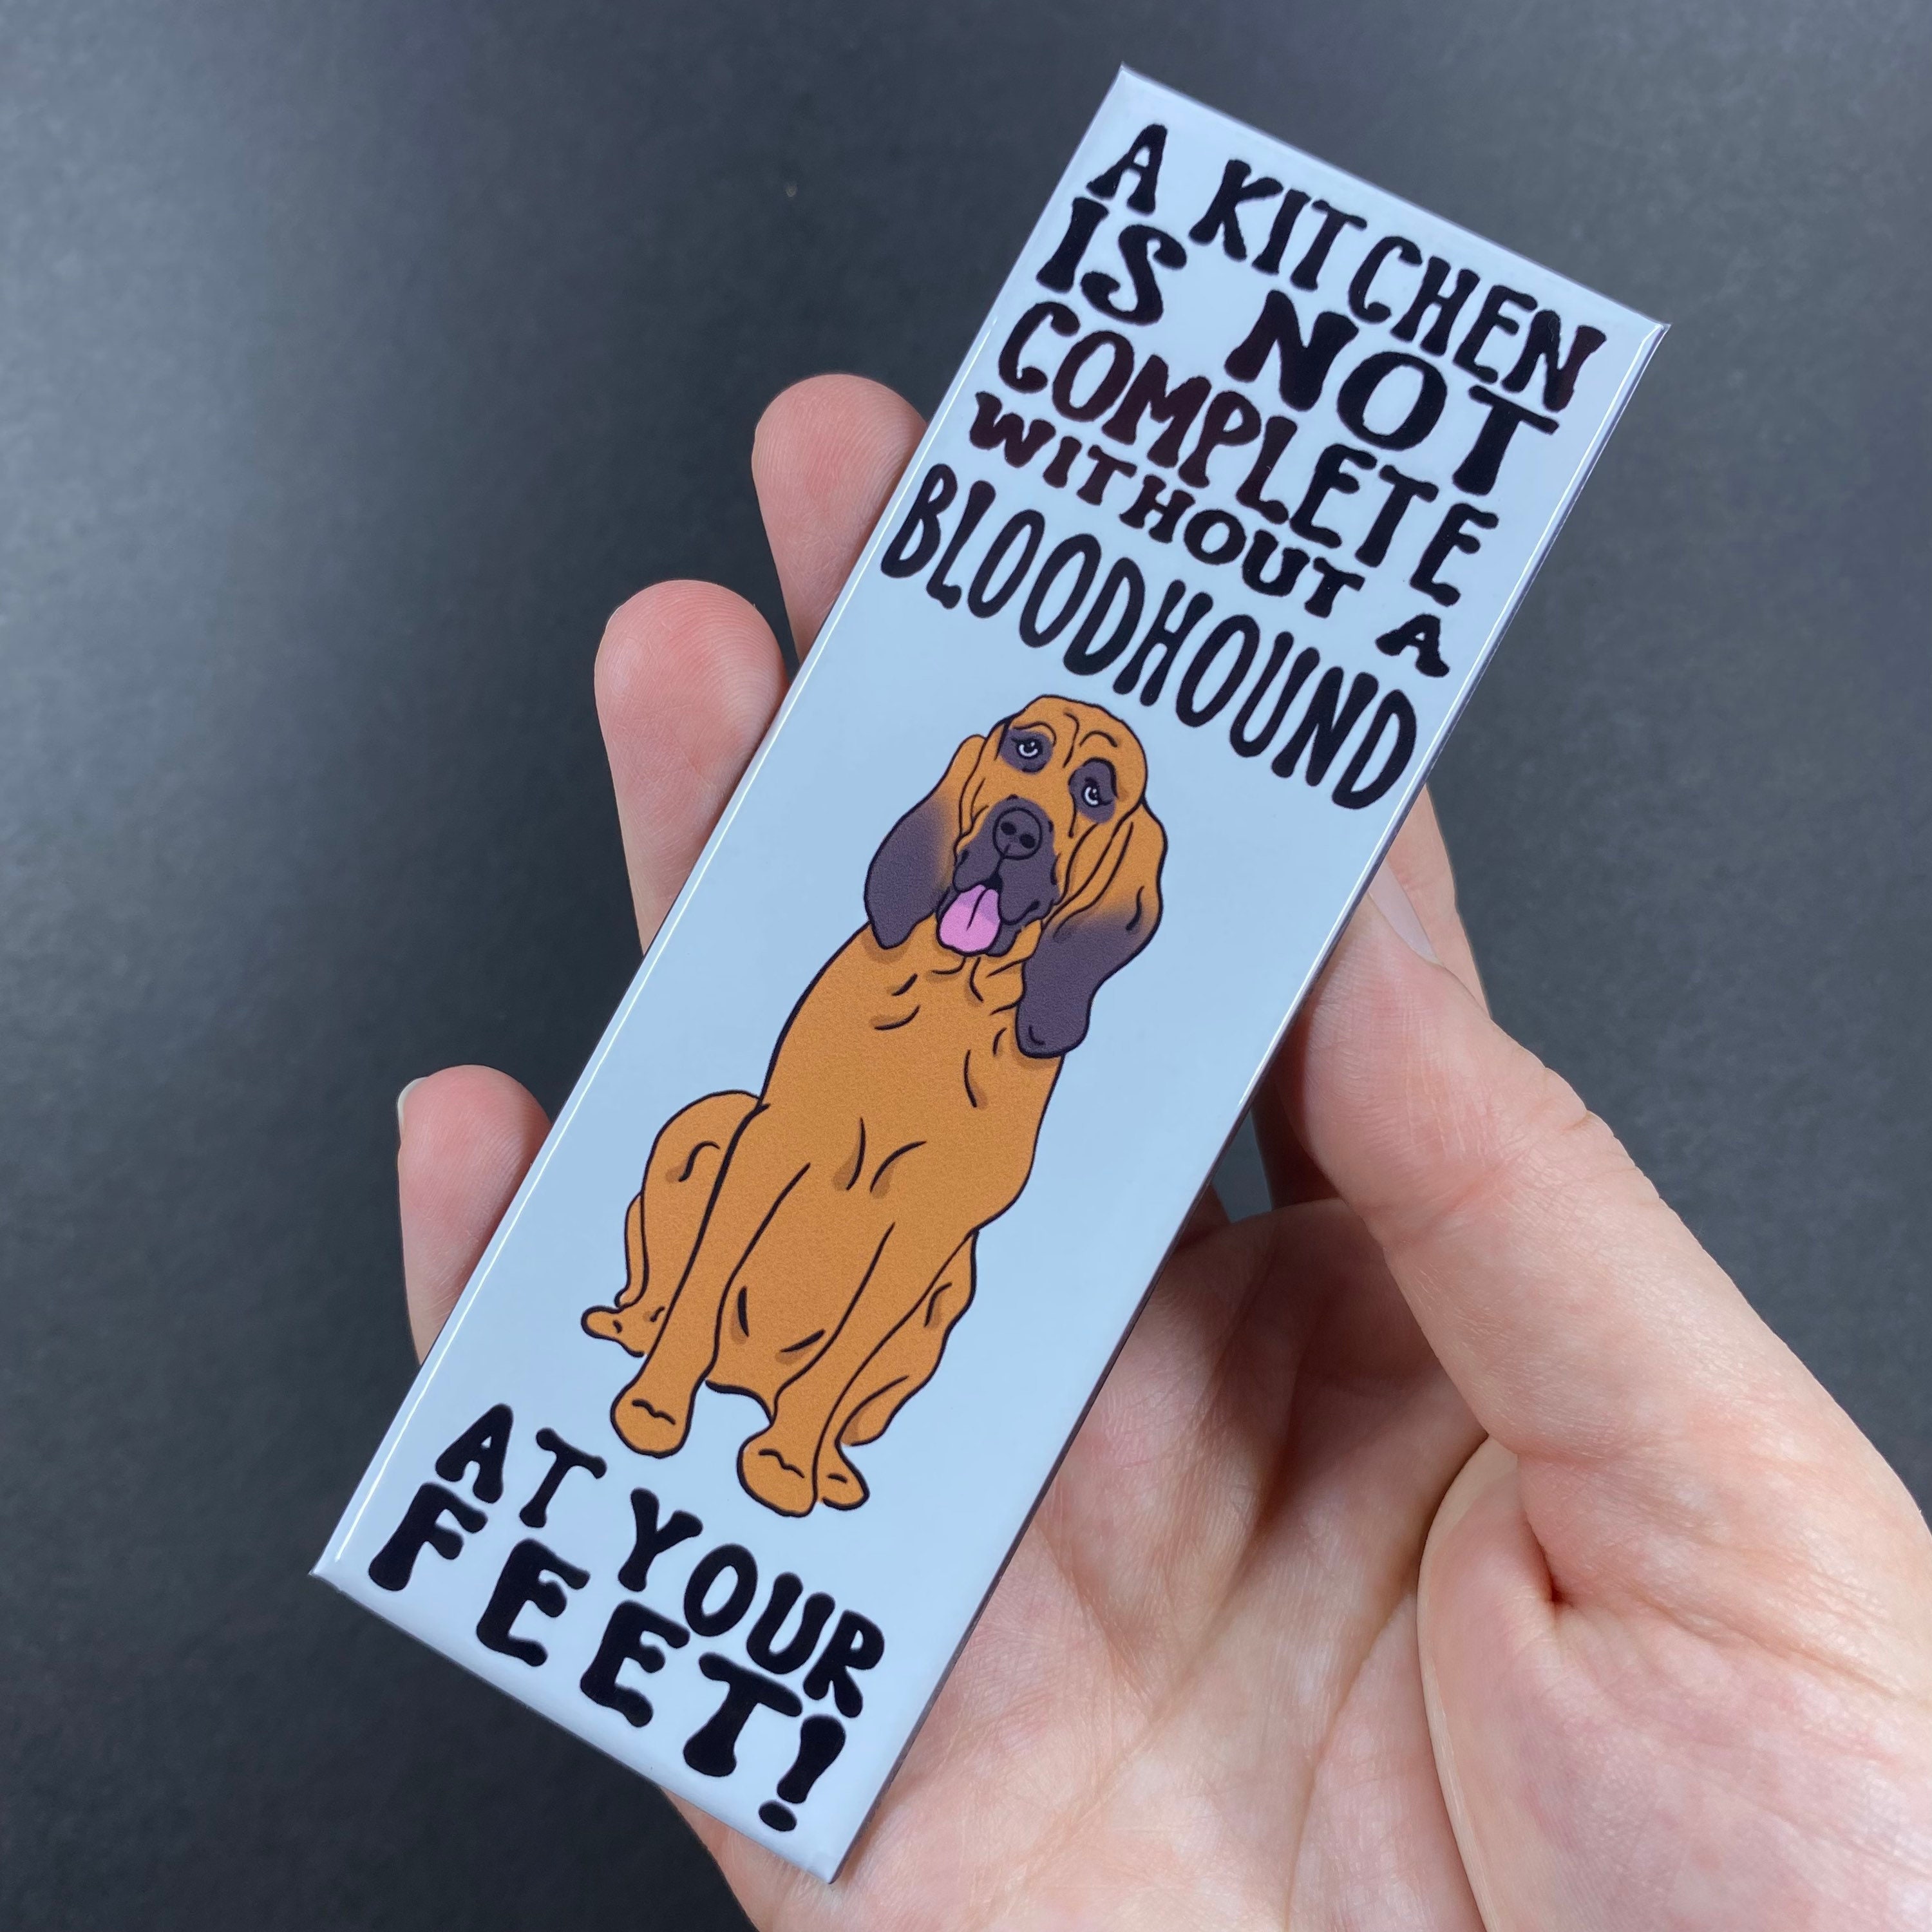 A KITCHEN
IS NOT
COMPLETE
WITHOUT A
BLOODHOUND
AT YOUR
FEET!